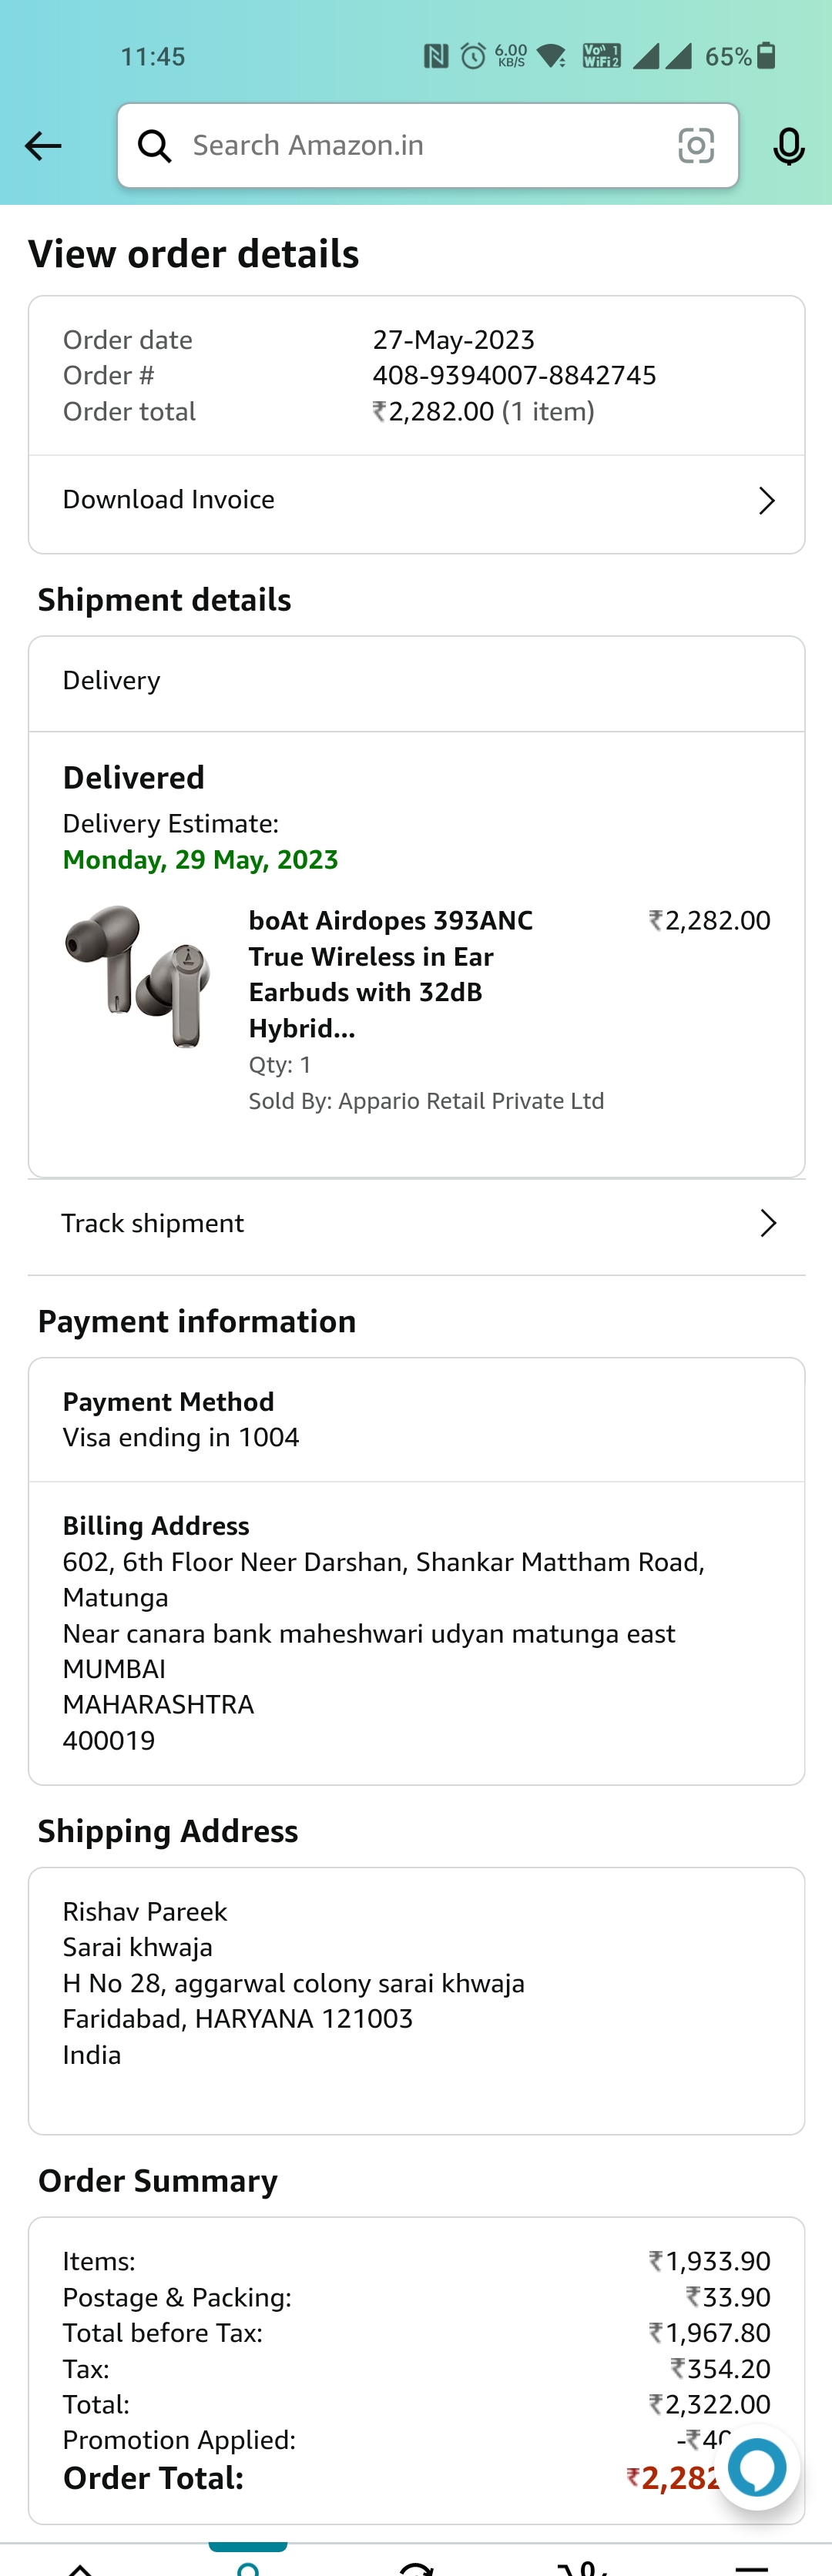 11:45
6.00 KB/S
Vo 1 WiFi 2
65%
Search Amazon.in
View order details
Order date 27-May-2023
Order # 408-9394007-8842745
Order total ₹2,282.00 (1 item)
Download Invoice
Shipment details
Delivery
Delivered
Delivery Estimate:
Monday, 29 May, 2023
boAt Airdopes 393ANC ₹2,282.00
True Wireless in Ear
Earbuds with 32dB
Hybrid...
Qty: 1
Sold By: Appario Retail Private Ltd
Track shipment
Payment information
Payment Method
Visa ending in 1004
Billing Address
602, 6th Floor Neer Darshan, Shankar Mattham Road,
Matunga
Near canara bank maheshwari udyan matunga east
MUMBAI
MAHARASHTRA
400019
Shipping Address
Rishav Pareek
Sarai khwaja
H No 28, aggarwal colony sarai khwaja
Faridabad, HARYANA 121003
India
Order Summary
Items: ₹1,933.90
Postage & Packing: ₹33.90
Total before Tax: ₹1,967.80
Tax: ₹354.20
Total: ₹2,322.00
Promotion Applied: -₹40
Order Total: ₹2,282
0